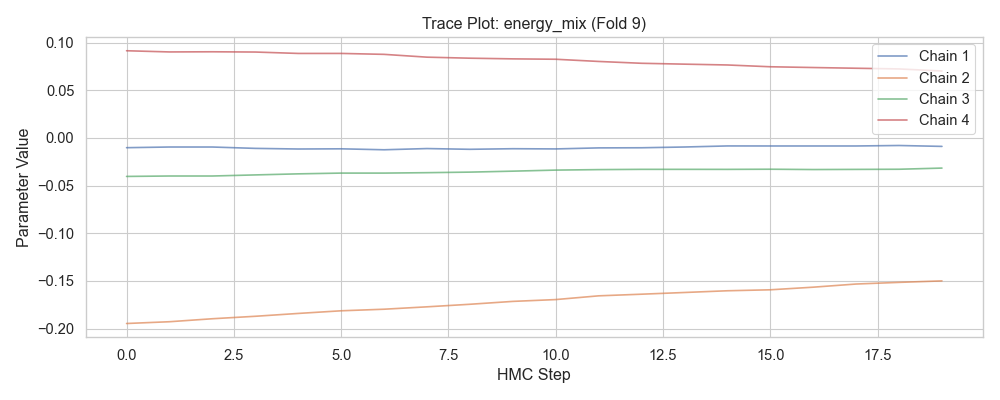 Trace Plot: energy_mix (Fold 9)
Parameter Value
0.10
0.05
0.00
−0.05
−0.10
−0.15
−0.20
Chain 1
Chain 2
Chain 3
Chain 4
0.0 2.5 5.0 7.5 10.0 12.5 15.0 17.5
HMC Step